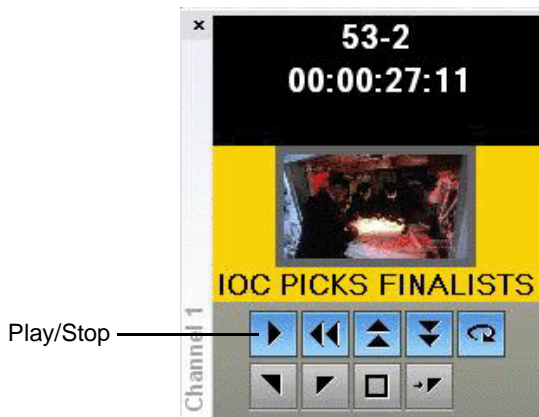 53-2
00:00:27:11
IOC PICKS FINALISTS
Channel 1
Play/Stop